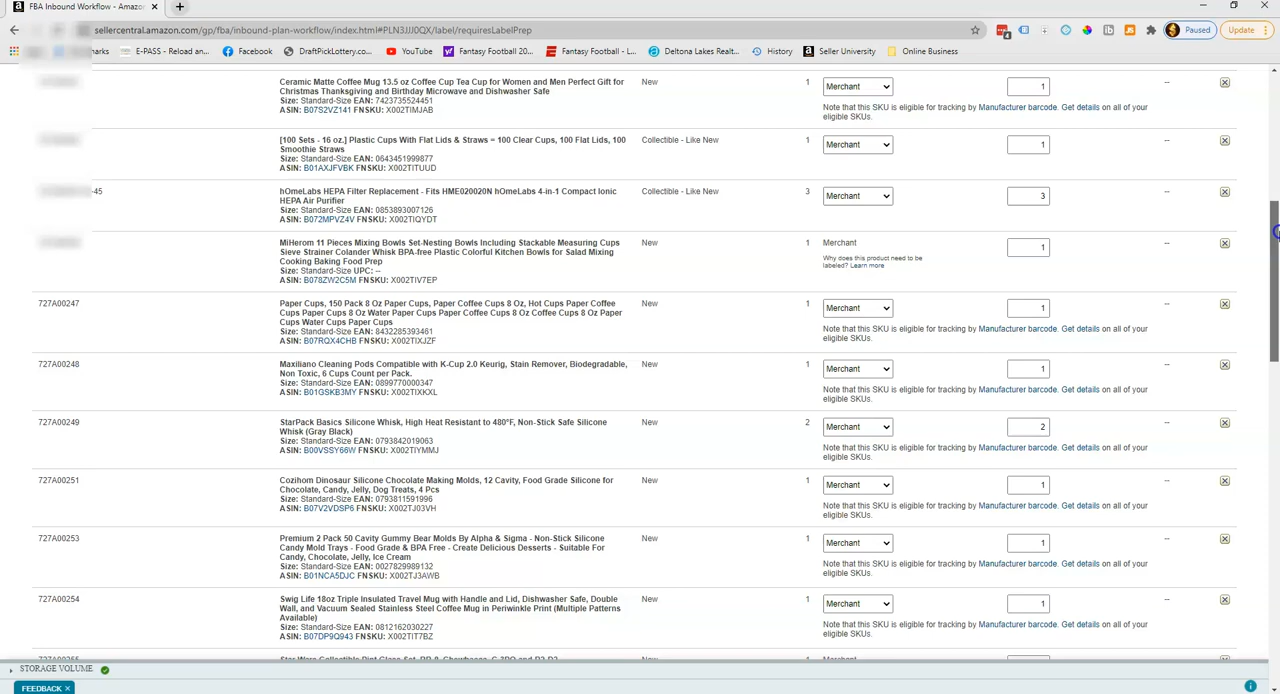 FBA Inbound Workflow
sellercentral.amazon.com/gp/fba/inbound-plan-workflow/index.html#PLN3JJJ0QX/label/requiresLabelPrep
Paused
Update
E-PASS - Reload an...
Facebook
DraftPickLottery.co...
YouTube
Fantasy Football 20...
Fantasy Football - L...
Deltona Lakes Realt...
History
Seller University
Online Business
Ceramic Matte Coffee Mug 13.5 oz Coffee Cup Tea Cup for Women and Men Perfect Gift for
Christmas Thanksgiving and Birthday Microwave and Dishwasher Safe
Size: Standard-Size EAN: 7423735524451
ASIN: B07S2VZ141 FNSKU: X002TIMJAB
New
1
Merchant
1
--
Note that this SKU is eligible for tracking by Manufacturer barcode. Get details on all of your
eligible SKUs.
[100 Sets - 16 oz.] Plastic Cups With Flat Lids & Straws = 100 Clear Cups, 100 Flat Lids, 100
Smoothie Straws
Size: Standard-Size EAN: 0643451999877
ASIN: B01AXJFVBK FNSKU: X002TITUUD
Collectible - Like New
1
Merchant
1
--
-45
hOmeLabs HEPA Filter Replacement - Fits HME020020N hOmeLabs 4-in-1 Compact Ionic
HEPA Air Purifier
Size: Standard-Size EAN: 0853893007126
ASIN: B072MPVZ4V FNSKU: X002TIQYDT
Collectible - Like New
3
Merchant
3
--
MiHerom 11 Pieces Mixing Bowls Set-Nesting Bowls Including Stackable Measuring Cups
Sieve Strainer Colander Whisk BPA-free Plastic Colorful Kitchen Bowls for Salad Mixing
Cooking Baking Food Prep
Size: Standard-Size UPC: --
ASIN: B078ZW2C5M FNSKU: X002TIV7EP
New
1
Merchant
Why does this product need to be
labeled? Learn more
1
--
727A00247
Paper Cups, 150 Pack 8 Oz Paper Cups, Paper Coffee Cups 8 Oz, Hot Cups Paper Coffee
Cups Paper Cups 8 Oz Water Paper Cups Paper Coffee Cups 8 Oz Coffee Cups 8 Oz Paper
Cups Water Cups Paper Cups
Size: Standard-Size EAN: 8432285393461
ASIN: B07RQX4CHB FNSKU: X002TIXJZF
New
1
Merchant
1
--
Note that this SKU is eligible for tracking by Manufacturer barcode. Get details on all of your
eligible SKUs.
727A00248
Maxiliano Cleaning Pods Compatible with K-Cup 2.0 Keurig, Stain Remover, Biodegradable,
Non Toxic, 6 Cups Count per Pack.
Size: Standard-Size EAN: 0899770000347
ASIN: B01GSKB3MY FNSKU: X002TIXKXL
New
1
Merchant
1
--
Note that this SKU is eligible for tracking by Manufacturer barcode. Get details on all of your
eligible SKUs.
727A00249
StarPack Basics Silicone Whisk, High Heat Resistant to 480°F, Non-Stick Safe Silicone
Whisk (Gray Black)
Size: Standard-Size EAN: 0793842019063
ASIN: B00VSSY66W FNSKU: X002TIYMMJ
New
2
Merchant
2
--
Note that this SKU is eligible for tracking by Manufacturer barcode. Get details on all of your
eligible SKUs.
727A00251
Cozihom Dinosaur Silicone Chocolate Making Molds, 12 Cavity, Food Grade Silicone for
Chocolate, Candy, Jelly, Dog Treats, 4 Pcs
Size: Standard-Size EAN: 0793811591996
ASIN: B07V2VDSP6 FNSKU: X002TJ03VH
New
1
Merchant
1
--
Note that this SKU is eligible for tracking by Manufacturer barcode. Get details on all of your
eligible SKUs.
727A00253
Premium 2 Pack 50 Cavity Gummy Bear Molds By Alpha & Sigma - Non-Stick Silicone
Candy Mold Trays - Food Grade & BPA Free - Create Delicious Desserts - Suitable For
Candy, Chocolate, Jelly, Ice Cream
Size: Standard-Size EAN: 0027829989132
ASIN: B01NCA5DJC FNSKU: X002TJ3AWB
New
1
Merchant
1
--
Note that this SKU is eligible for tracking by Manufacturer barcode. Get details on all of your
eligible SKUs.
727A00254
Swig Life 18oz Triple Insulated Travel Mug with Handle and Lid, Dishwasher Safe, Double
Wall, and Vacuum Sealed Stainless Steel Coffee Mug in Periwinkle Print (Multiple Patterns
Available)
Size: Standard-Size EAN: 0812162030227
ASIN: B07DP9Q943 FNSKU: X002TIT7BZ
New
1
Merchant
1
--
Note that this SKU is eligible for tracking by Manufacturer barcode. Get details on all of your
eligible SKUs.
STORAGE VOLUME
FEEDBACK